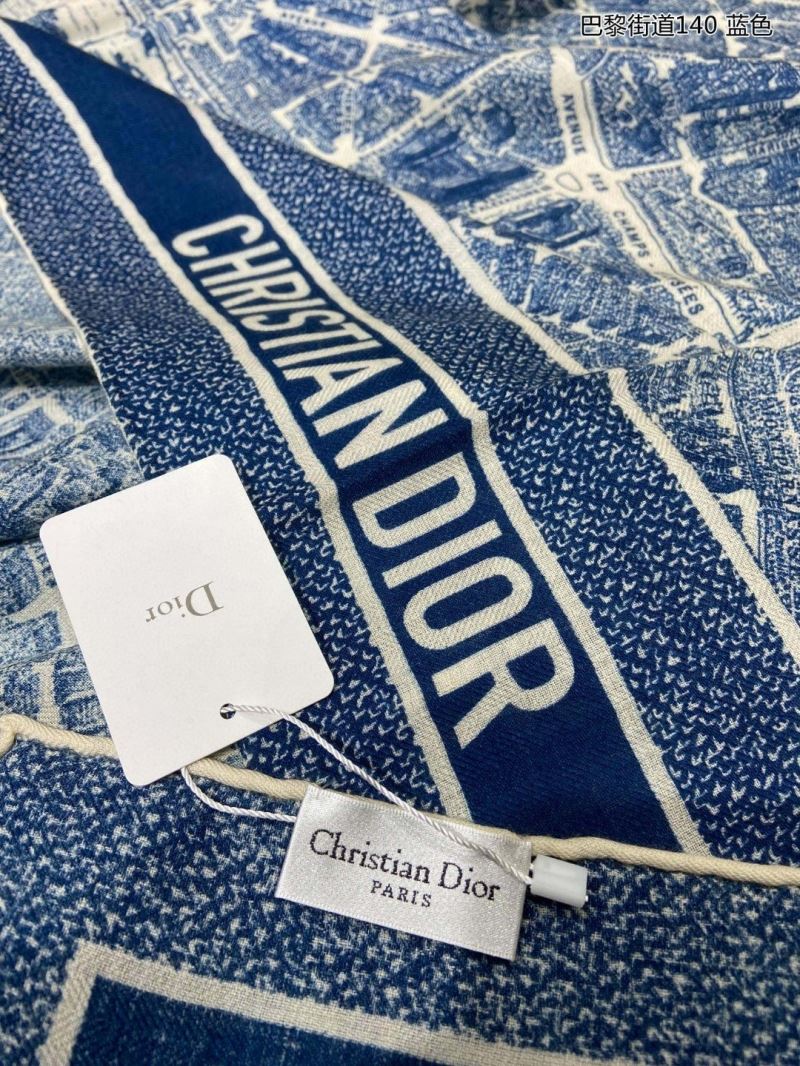 巴黎街道140 蓝色
AVENUE DES CHAMPS
CHRISTIAN DIOR
Dior
Christian Dior
PARIS